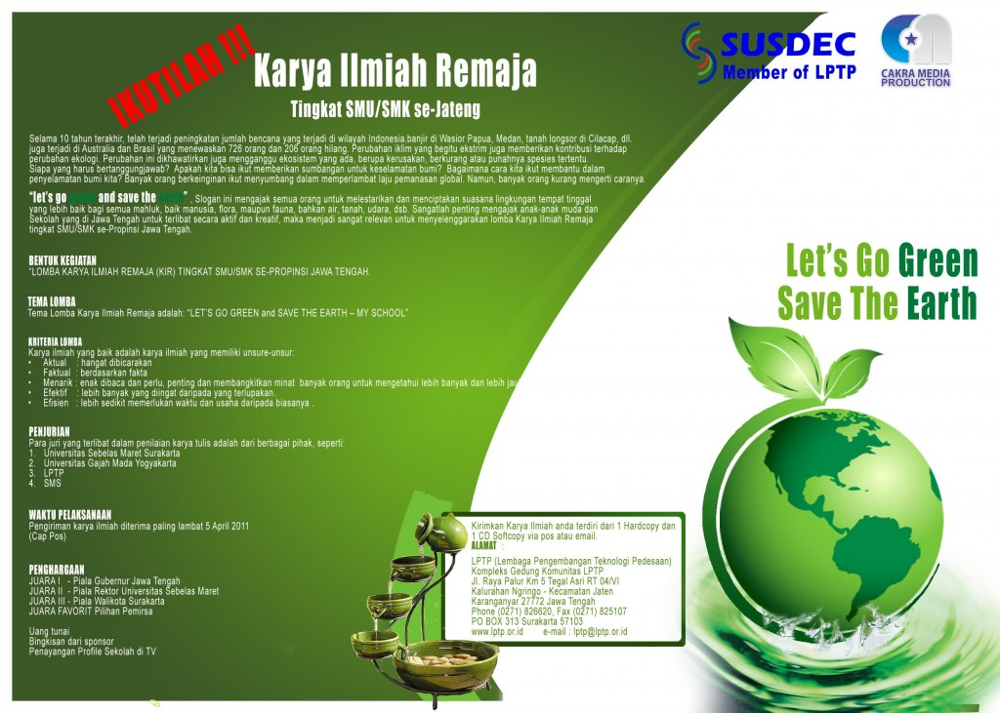 IKUTILAH !!!
Karya Ilmiah Remaja
Tingkat SMU/SMK se-Jateng
SUSDEC
Member of LPTP
CAKRA MEDIA
PRODUCTION
Selama 10 tahun terakhir, telah terjadi peningkatan jumlah bencana yang terjadi di wilayah Indonesia.banjir di Wasior Papua, Medan, tanah longsor di Cilacap, dll.
juga terjadi di Australia dan Brasil yang menewaskan 726 orang dan 206 orang hilang. Perubahan iklim yang begitu ekstrim juga memberikan kontribusi terhadap
perubahan ekologi. Perubahan ini dikhawatirkan juga mengganggu ekosistem yang ada, berupa kerusakan, berkurang atau punahnya spesies tertentu.
Siapa yang harus bertanggungjawab? Apakah kita bisa ikut memberikan sumbangan untuk keselamatan bumi? Bagaimana cara kita ikut membantu dalam
penyelamatan bumi kita? Banyak orang berkeinginan ikut menyumbang dalam memperlambat laju pemanasan global. Namun, banyak orang kurang mengerti caranya.
"let's go green and save the earth" , Slogan ini mengajak semua orang untuk melestarikan dan menciptakan suasana lingkungan tempat tinggal
yang lebih baik bagi semua mahluk, baik manusia, flora, maupun fauna, bahkan air, tanah, udara, dsb. Sangatlah penting mengajak anak-anak muda dan
Sekolah yang di Jawa Tengah untuk terlibat secara aktif dan kreatif, maka menjadi sangat relevan untuk menyelenggarakan lomba Karya Ilmiah Remaja
tingkat SMU/SMK se-Propinsi Jawa Tengah.
BENTUK KEGIATAN
"LOMBA KARYA ILMIAH REMAJA (KIR) TINGKAT SMU/SMK SE-PROPINSI JAWA TENGAH.
TEMA LOMBA
Tema Lomba Karya Ilmiah Remaja adalah: "LET'S GO GREEN and SAVE THE EARTH – MY SCHOOL"
KRITERIA LOMBA
Karya ilmiah yang baik adalah karya ilmiah yang memiliki unsure-unsur:
• Aktual : hangat dibicarakan
• Faktual : berdasarkan fakta
• Menarik : enak dibaca dan perlu, penting dan membangkitkan minat banyak orang untuk mengetahui lebih banyak dan lebih jau
• Efektif : lebih banyak yang diingat daripada yang terlupakan.
• Efisien : lebih sedikit memerlukan waktu dan usaha daripada biasanya .
PENJURIAN
Para juri yang terlibat dalam penilaian karya tulis adalah dari berbagai pihak, seperti:
1. Universitas Sebelas Maret Surakarta
2. Universitas Gajah Mada Yogyakarta
3. LPTP
4. SMS
WAKTU PELAKSANAAN
Pengiriman karya ilmiah diterima paling lambat 5 April 2011
(Cap Pos)
PENGHARGAAN
JUARA I - Piala Gubernur Jawa Tengah
JUARA II - Piala Rektor Universitas Sebelas Maret
JUARA III - Piala Walikota Surakarta
JUARA FAVORIT Pilihan Pemirsa
Uang tunai
Bingkisan dari sponsor
Penayangan Profile Sekolah di TV
Kirimkan Karya Ilmiah anda terdiri dari 1 Hardcopy dan
1 CD Softcopy via pos atau email.
ALAMAT :
LPTP (Lembaga Pengembangan Teknologi Pedesaan)
Kompleks Gedung Komunitas LPTP
Jl. Raya Palur Km 5 Tegal Asri RT 04/VI
Kalurahan Ngringo - Kecamatan Jaten
Karanganyar 27772 Jawa Tengah
Phone (0271) 826620, Fax (0271) 825107
PO BOX 313 Surakarta 57103
www.lptp.or.id e-mail : lptp@lptp.or.id
Let's Go Green
Save The Earth